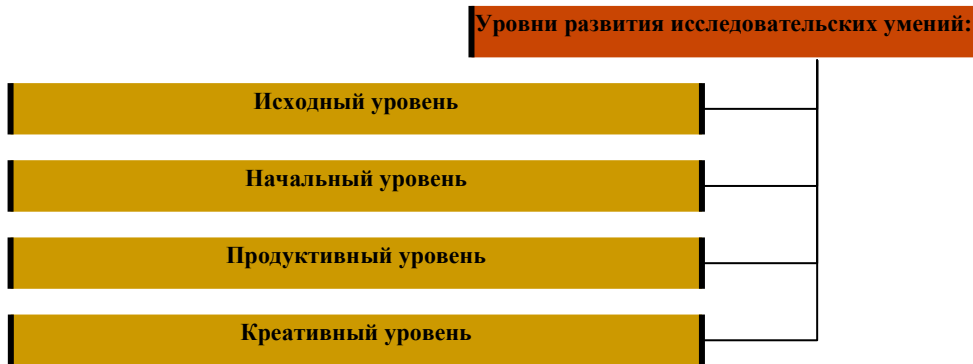 Уровни развития исследовательских умений:
Исходный уровень
Начальный уровень
Продуктивный уровень
Креативный уровень